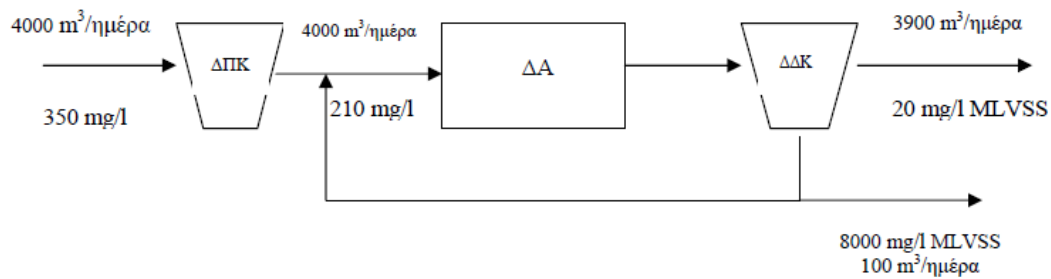 4000 m³/ημέρα
350 mg/l
ΔΠΚ
4000 m³/ημέρα
210 mg/l
ΔΑ
ΔΔΚ
3900 m³/ημέρα
20 mg/l MLVSS
8000 mg/l MLVSS
100 m³/ημέρα